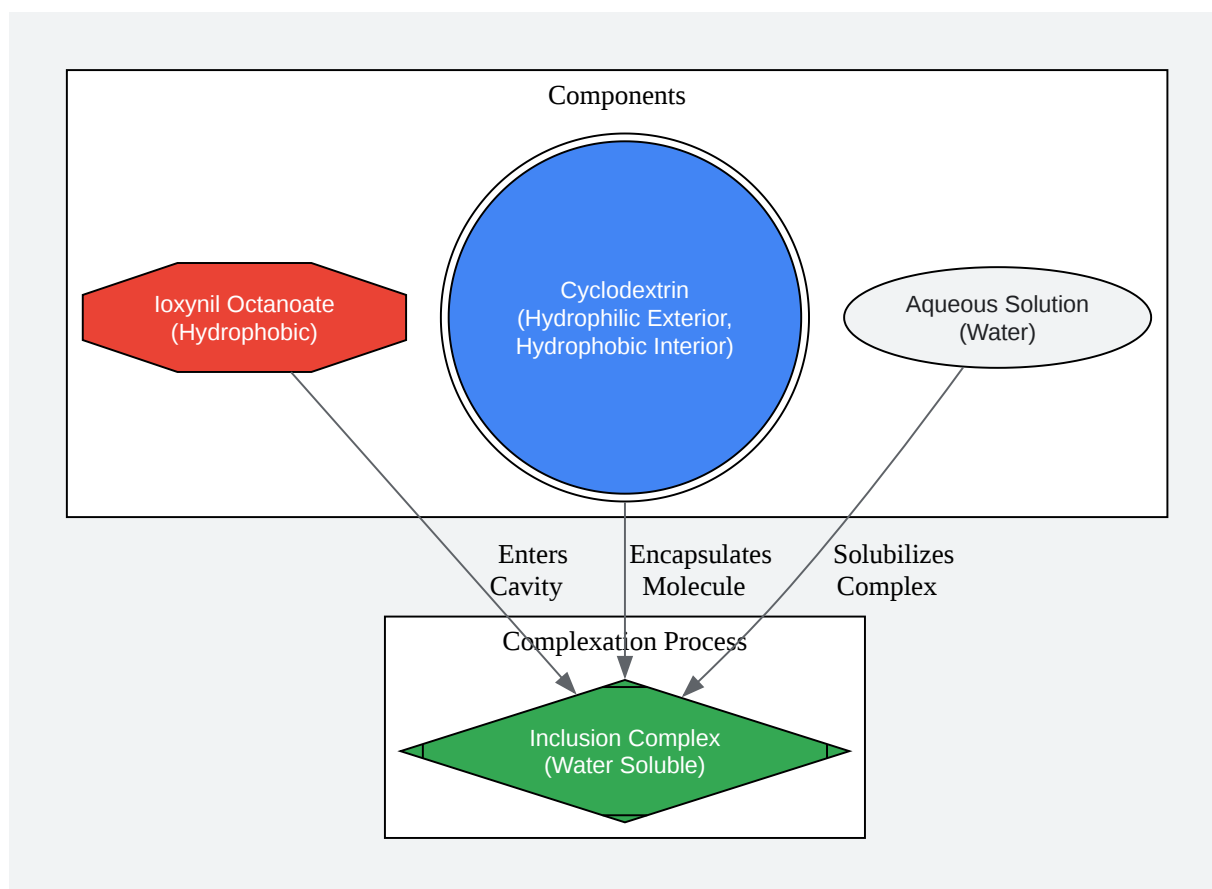 Components
Ioxynil Octanoate
(Hydrophobic)
Cyclodextrin
(Hydrophilic Exterior,
Hydrophobic Interior)
Aqueous Solution
(Water)
Enters
Cavity
Encapsulates
Molecule
Solubilizes
Complex
Complexation Process
Inclusion Complex
(Water Soluble)